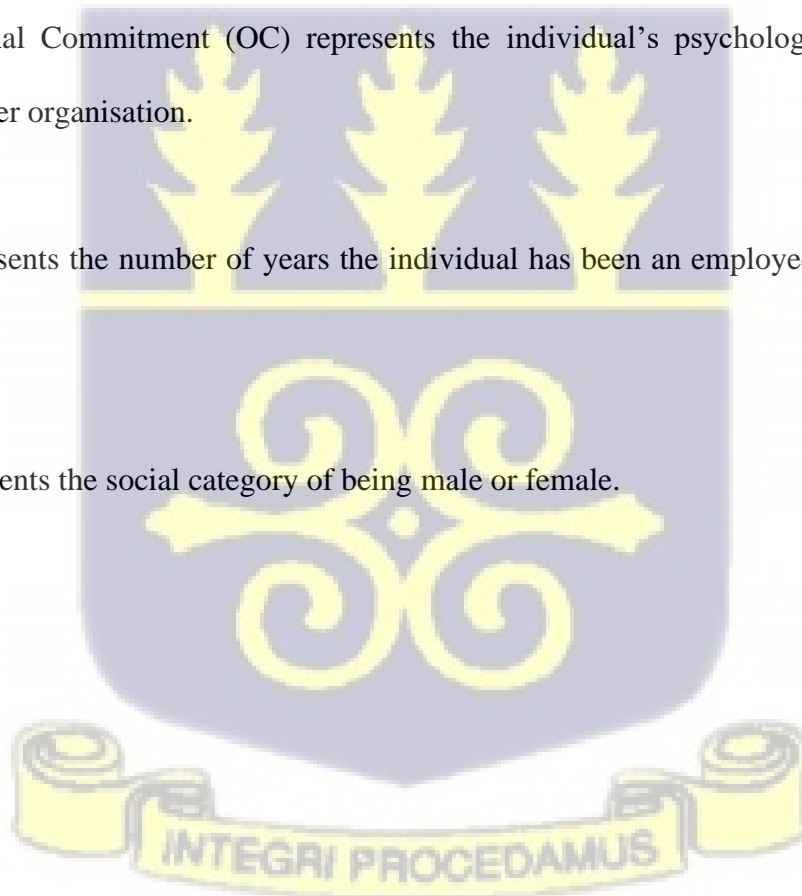 nal Commitment (OC) represents the individual's psycholog
er organisation.
sents the number of years the individual has been an employe
ents the social category of being male or female.
INTEGRI PROCEDAMUS